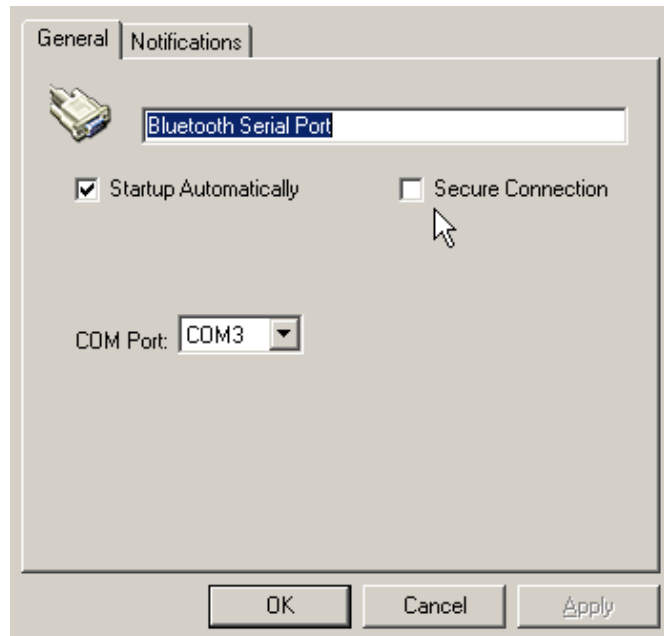 General Notifications
Bluetooth Serial Port
Startup Automatically Secure Connection
COM Port: COM3
OK Cancel Apply